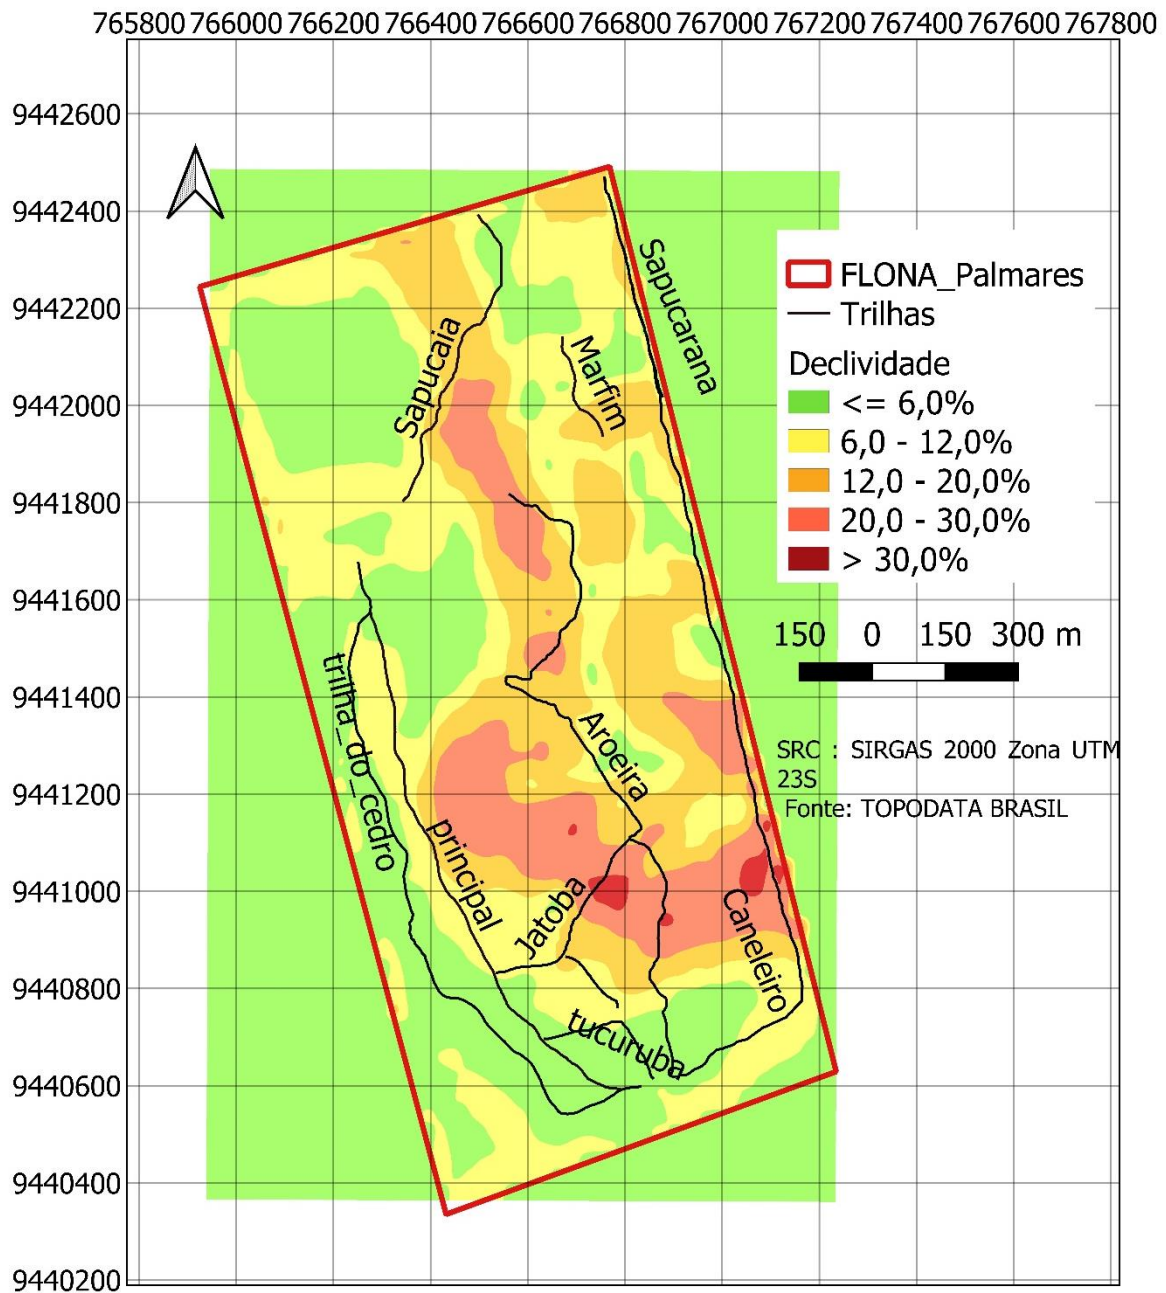 765800 766000 766200 766400 766600 766800 767000 767200 767400 767600 767800
9442600
9442400
9442200
9442000
9441800
9441600
9441400
9441200
9441000
9440800
9440600
9440400
9440200
Sapucaia
Marfim
Sapucarana
trilha_do_cedro
principal
Aroeira
Jatoba
Caneleiro
tucuruba
FLONA_Palmares
Trilhas
Declividade
<= 6,0%
6,0 - 12,0%
12,0 - 20,0%
20,0 - 30,0%
> 30,0%
150 0 150 300 m
SRC : SIRGAS 2000 Zona UTM
23S
Fonte: TOPODATA BRASIL